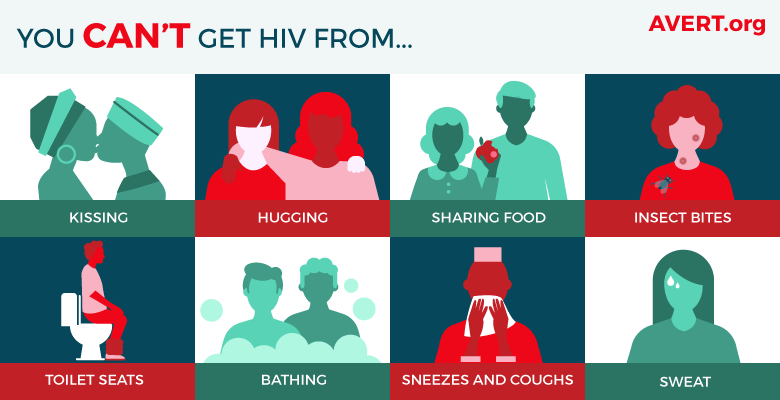 YOU CAN'T GET HIV FROM...
AVERT.org
KISSING
HUGGING
SHARING FOOD
INSECT BITES
TOILET SEATS
BATHING
SNEEZES AND COUGHS
SWEAT